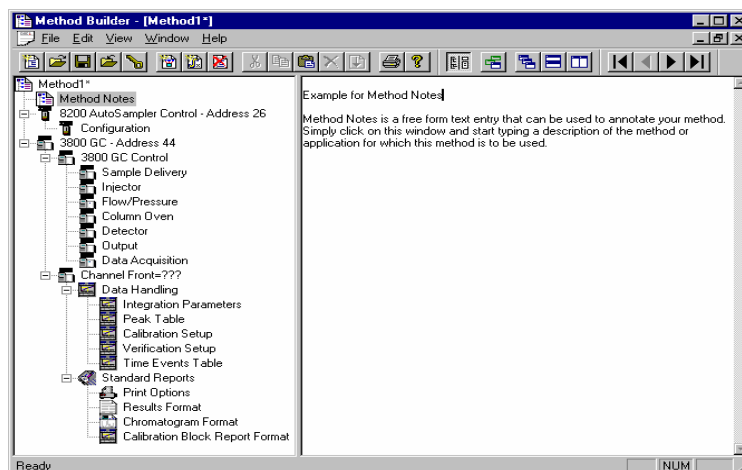 Method Builder - [Method1*]
File Edit View Window Help
Method1*
Method Notes
8200 AutoSampler Control - Address 26
Configuration
3800 GC - Address 44
3800 GC Control
Sample Delivery
Injector
Flow/Pressure
Column Oven
Detector
Output
Data Acquisition
Channel Front=???
Data Handling
Integration Parameters
Peak Table
Calibration Setup
Verification Setup
Time Events Table
Standard Reports
Print Options
Results Format
Chromatogram Format
Calibration Block Report Format
Example for Method Notes
Method Notes is a free form text entry that can be used to annotate your method.
Simply click on this window and start typing a description of the method or
application for which this method is to be used.
Ready
NUM